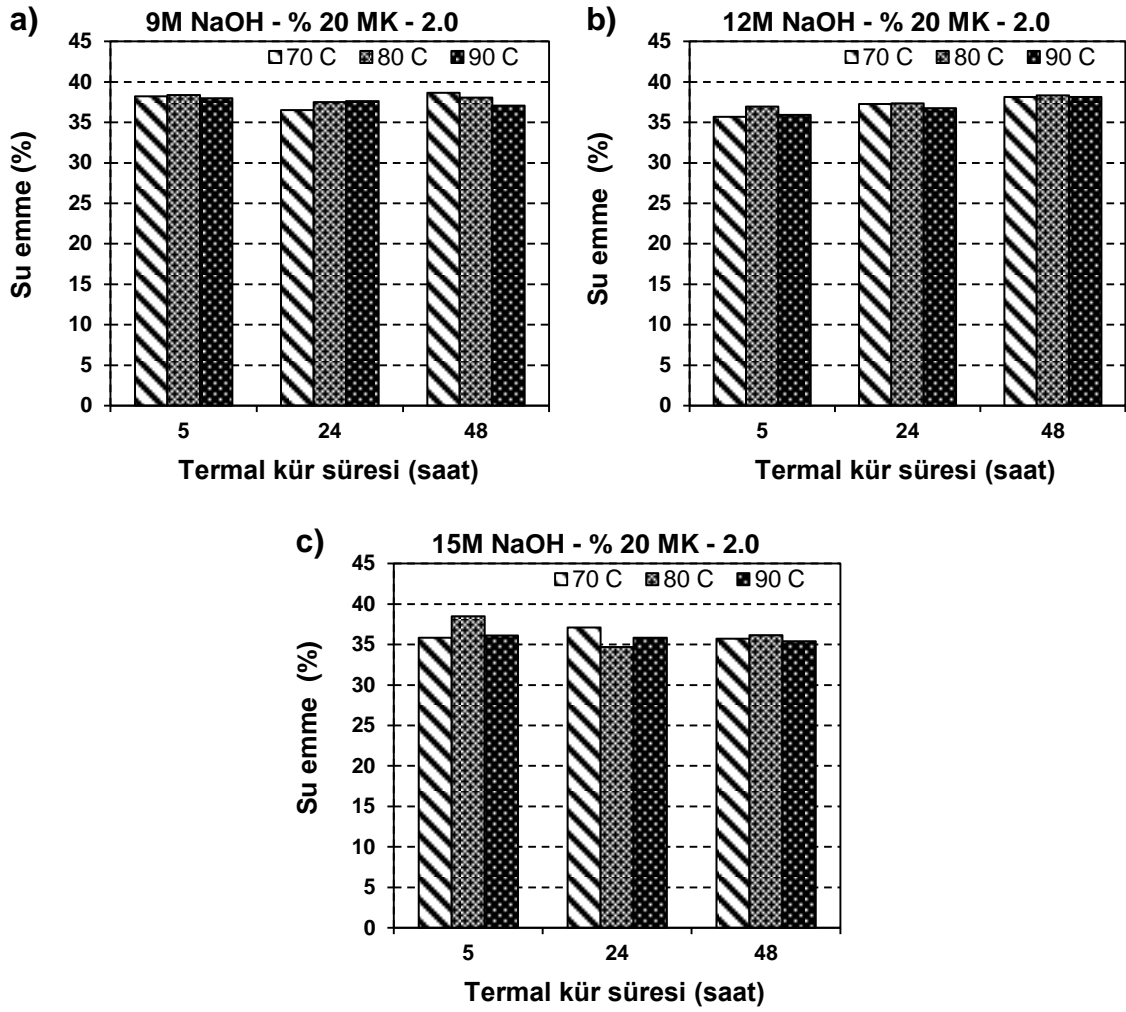 a)
9M NaOH - % 20 MK - 2.0
70 C 80 C 90 C
45
40
35
30
25
20
15
10
5
0
Su emme (%)
5 24 48
Termal kür süresi (saat)
b)
12M NaOH - % 20 MK - 2.0
70 C 80 C 90 C
45
40
35
30
25
20
15
10
5
0
Su emme (%)
5 24 48
Termal kür süresi (saat)
c)
15M NaOH - % 20 MK - 2.0
70 C 80 C 90 C
45
40
35
30
25
20
15
10
5
0
Su emme (%)
5 24 48
Termal kür süresi (saat)